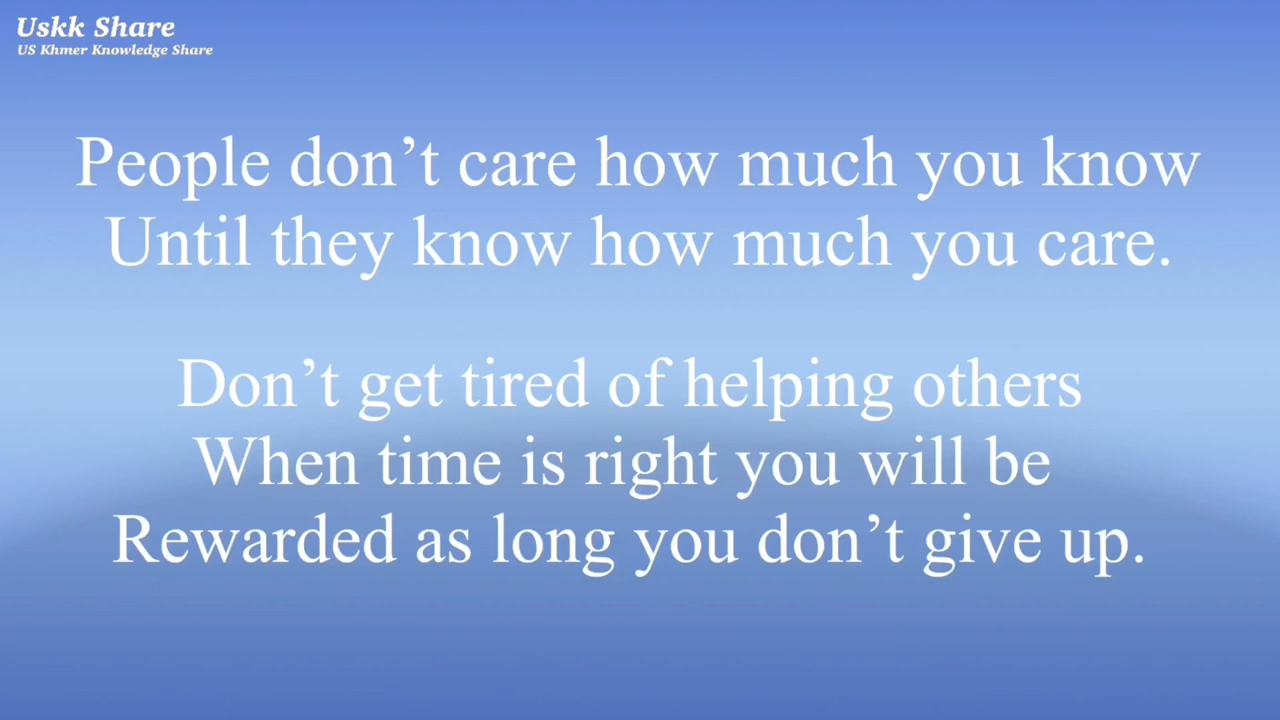 Uskk Share
US Khmer Knowledge Share
People don’t care how much you know
Until they know how much you care.
Don’t get tired of helping others
When time is right you will be
Rewarded as long you don’t give up.